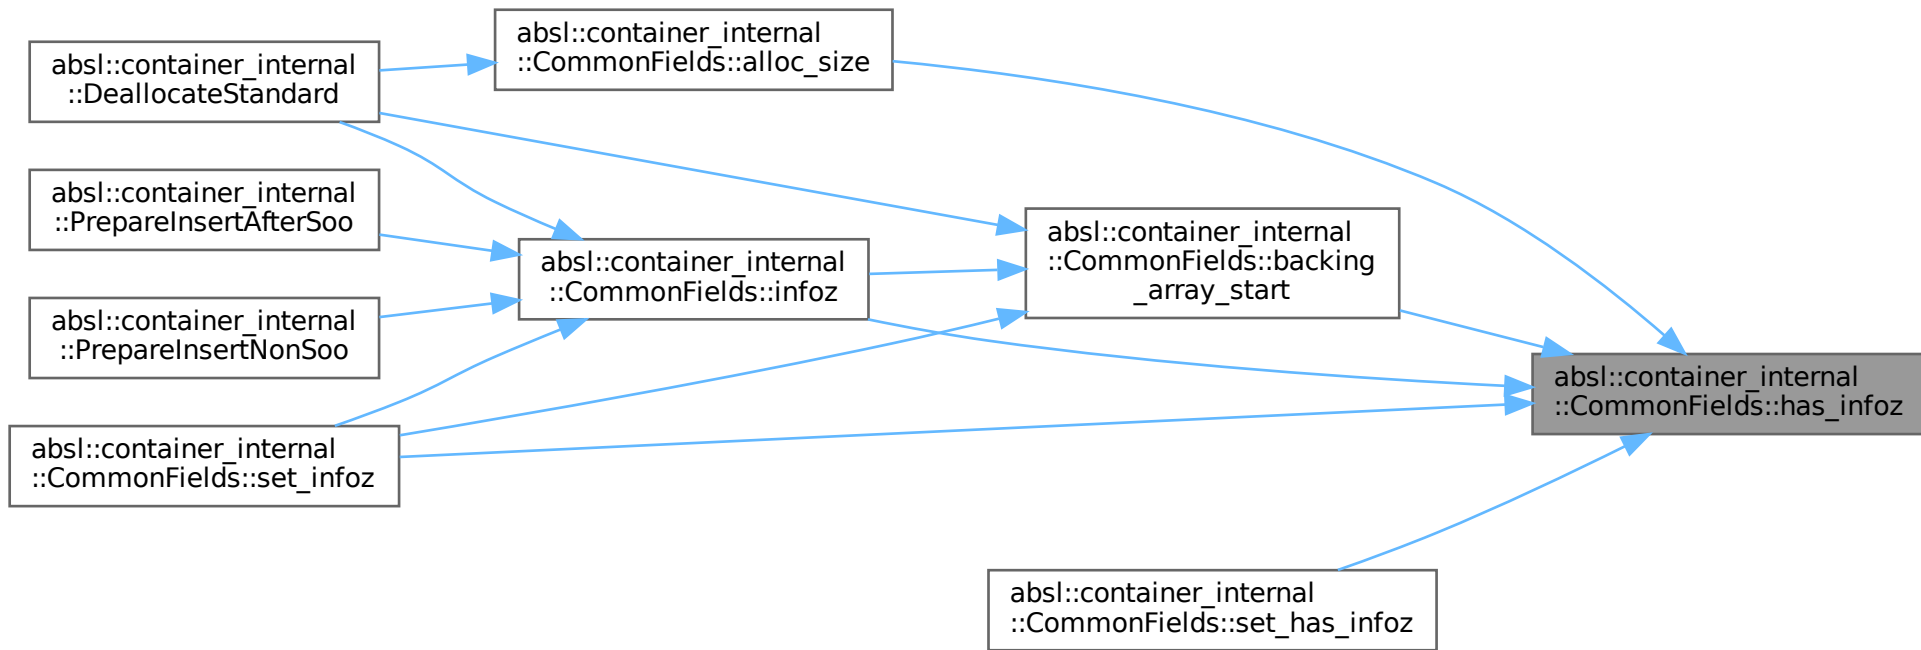 absl::container_internal
::CommonFields::alloc_size
absl::container_internal
::DeallocateStandard
absl::container_internal
::PrepareInsertAfterSoo
absl::container_internal
::CommonFields::backing
_array_start
absl::container_internal
::CommonFields::infoz
absl::container_internal
::PrepareInsertNonSoo
absl::container_internal
::CommonFields::has_infoz
absl::container_internal
::CommonFields::set_infoz
absl::container_internal
::CommonFields::set_has_infoz